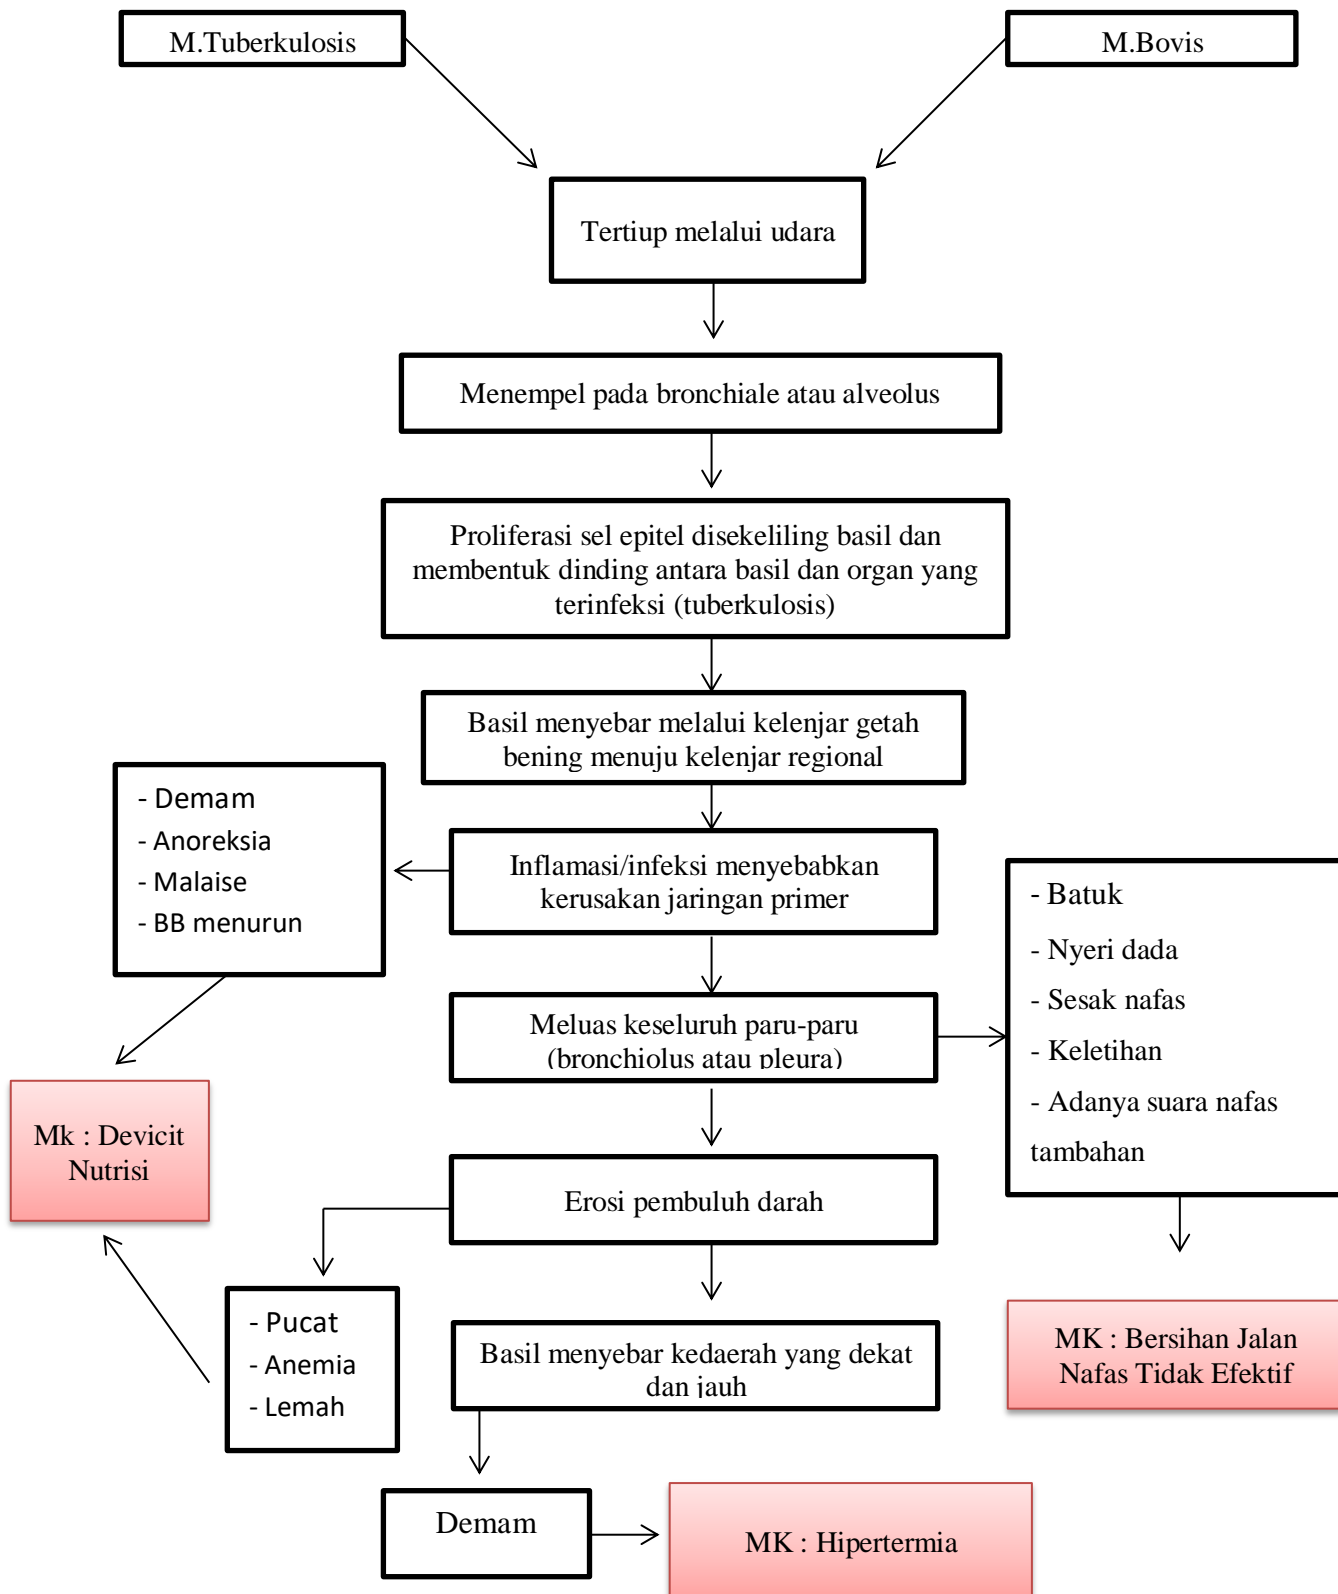 M.Tuberkulosis
M.Bovis
Tertiup melalui udara
Menempel pada bronchiale atau alveolus
Proliferasi sel epitel disekeliling basil dan
membentuk dinding antara basil dan organ yang
terinfeksi (tuberkulosis)
Basil menyebar melalui kelenjar getah
bening menuju kelenjar regional
- Demam
- Anoreksia
- Malaise
- BB menurun
Inflamasi/infeksi menyebabkan
kerusakan jaringan primer
- Batuk
- Nyeri dada
- Sesak nafas
- Keletihan
- Adanya suara nafas
tambahan
Meluas keseluruh paru-paru
(bronchiolus atau pleura)
Mk : Devicit
Nutrisi
Erosi pembuluh darah
- Pucat
- Anemia
- Lemah
Basil menyebar kedaerah yang dekat
dan jauh
MK : Bersihan Jalan
Nafas Tidak Efektif
Demam
MK : Hipertermia